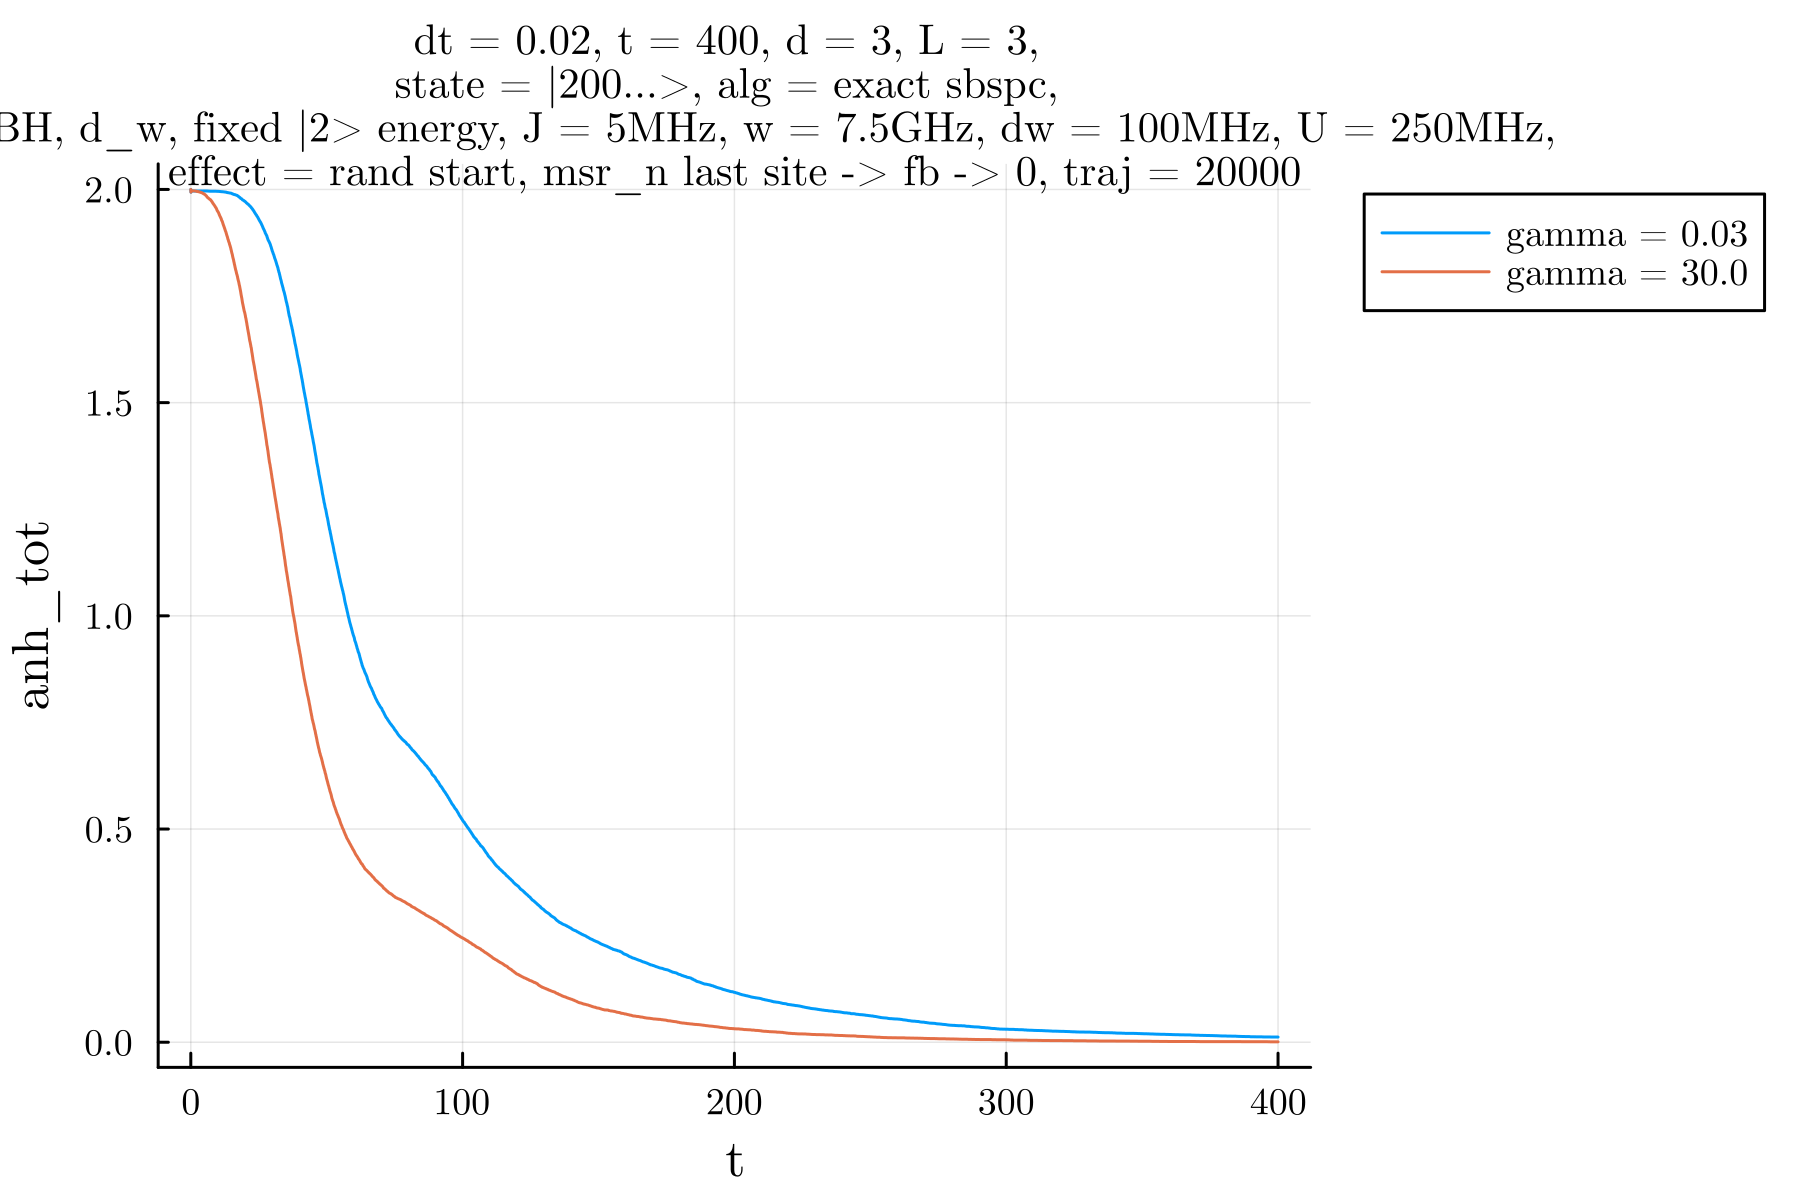 dt = 0.02, t = 400, d = 3, L = 3,
state = |200...>, alg = exact sbspc,
BH, d_w, fixed |2> energy, J = 5MHz, w = 7.5GHz, dw = 100MHz, U = 250MHz,
effect = rand start, msr_n last site -> fb -> 0, traj = 20000
gamma = 0.03
gamma = 30.0
anh_tot
2.0
1.5
1.0
0.5
0.0
0 100 200 300 400
t